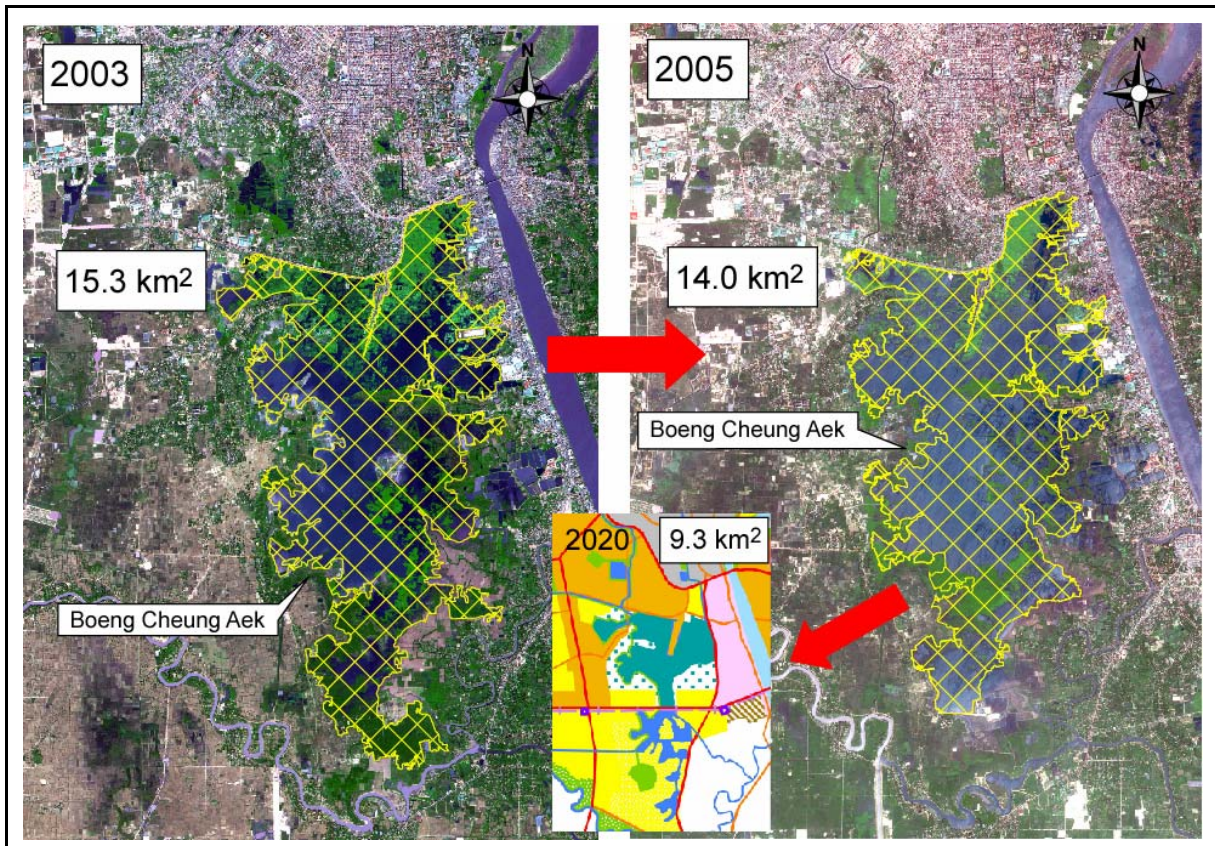 2003
N
15.3 km²
Boeng Cheung Aek
2005
N
14.0 km²
Boeng Cheung Aek
2020
9.3 km²